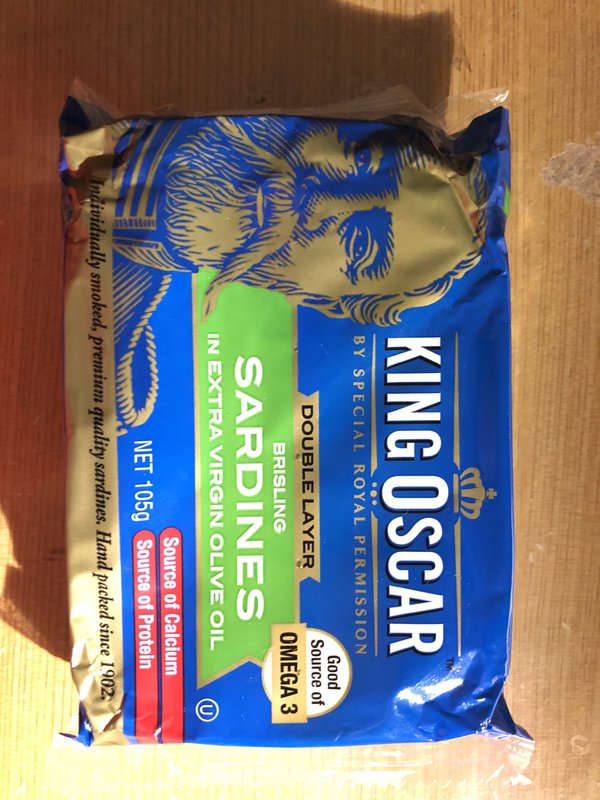 KING OSCAR™
BY SPECIAL ROYAL PERMISSION
DOUBLE LAYER
BRISLING
SARDINES
IN EXTRA VIRGIN OLIVE OIL
Good
Source of
OMEGA 3
NET 105g
Source of Calcium
Source of Protein
U
Individually smoked, premium quality sardines. Hand packed since 1902.